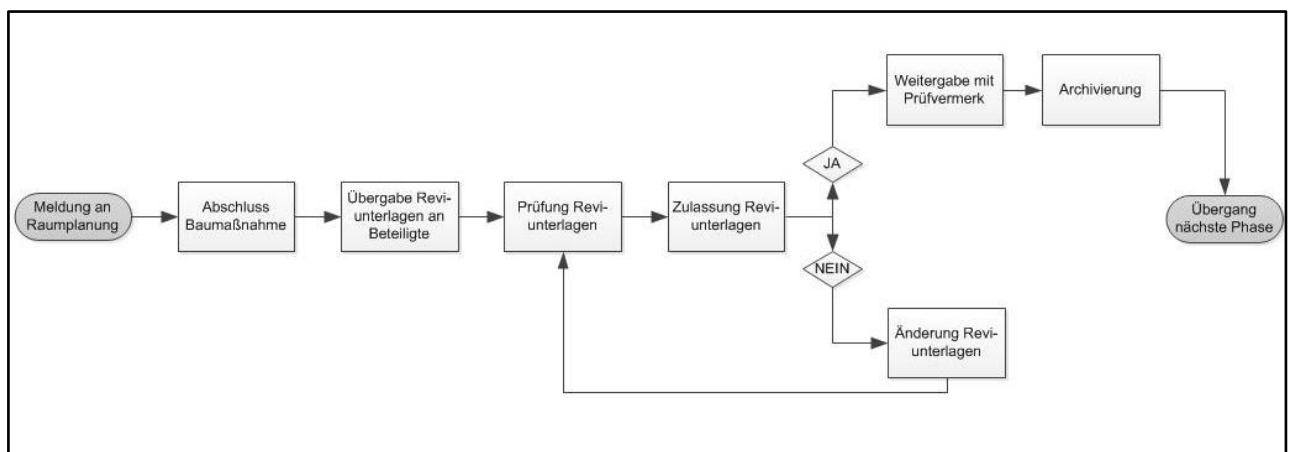 Meldung an
Raumplanung
Abschluss
Baumaßnahme
Übergabe Revi-
unterlagen an
Beteiligte
Prüfung Revi-
unterlagen
Zulassung Revi-
unterlagen
JA
Weitergabe mit
Prüfvermerk
Archivierung
Übergang
nächste Phase
NEIN
Änderung Revi-
unterlagen